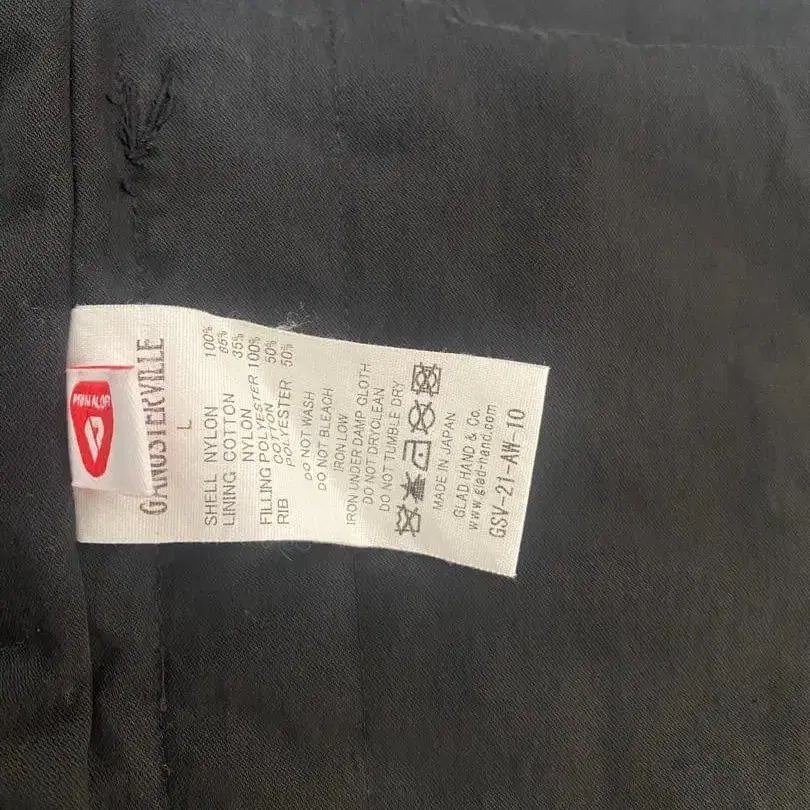 PRIMALOFT
GANGSTERVILLE
L
SHELL NYLON 100%
LINING COTTON 65%
NYLON 35%
FILLING POLYESTER 100%
RIB COTTON 50%
POLYESTER 50%
DO NOT WASH
DO NOT BLEACH
IRON LOW
IRON UNDER DAMP CLOTH
DO NOT DRYCLEAN
DO NOT TUMBLE DRY
MADE IN JAPAN
GLAD HAND & Co.
www.glad-hand.com
GSV-21-AW-10